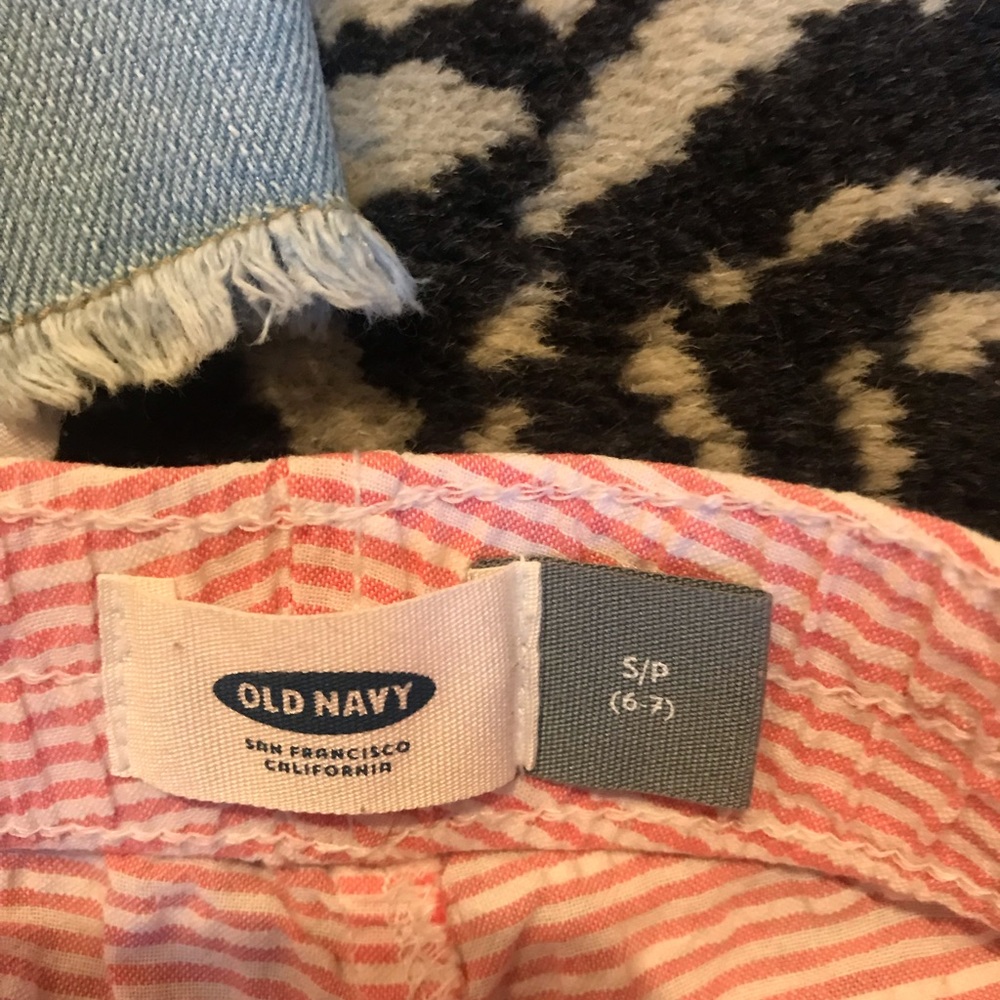 OLD NAVY
SAN FRANCISCO
CALIFORNIA
S/P
(6-7)